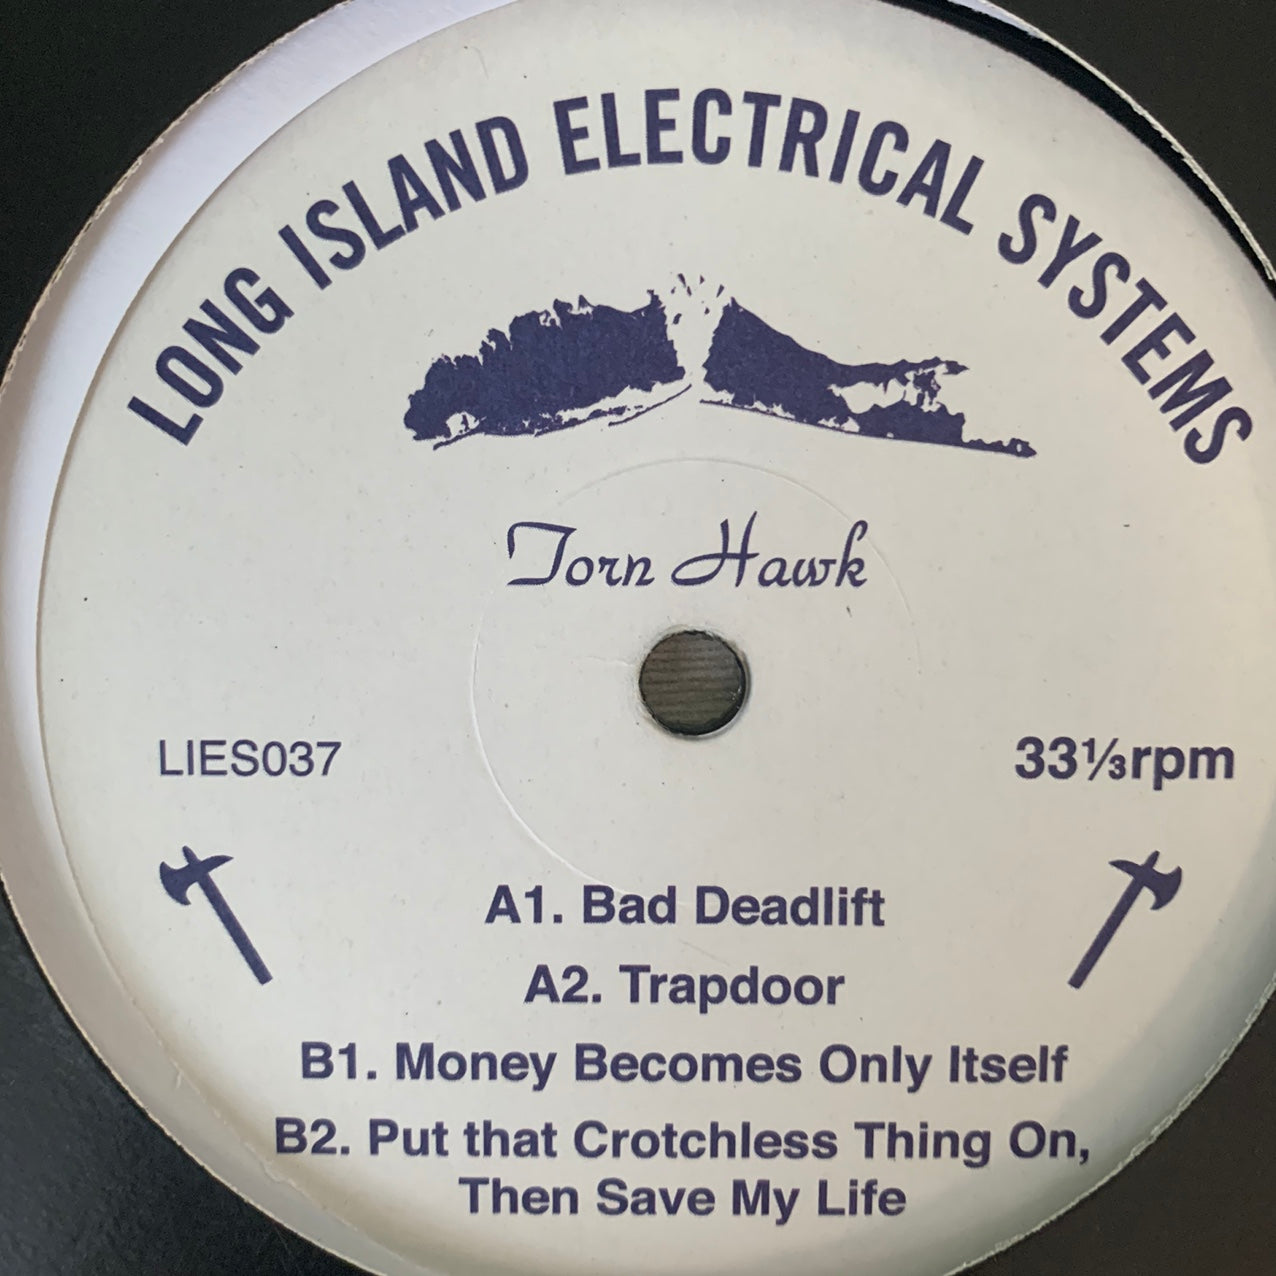 LONG ISLAND ELECTRICAL SYSTEMS
Torn Hawk
LIES037
33⅓rpm
A1. Bad Deadlift
A2. Trapdoor
B1. Money Becomes Only Itself
B2. Put that Crotchless Thing On,
Then Save My Life